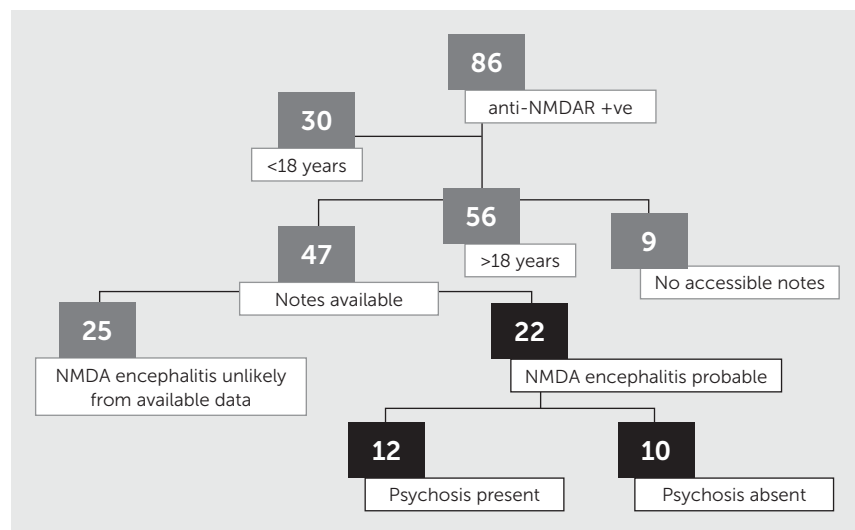 86
anti-NMDAR +ve
30
<18 years
56
>18 years
47
Notes available
9
No accessible notes
25
NMDA encephalitis unlikely
from available data
22
NMDA encephalitis probable
12
Psychosis present
10
Psychosis absent